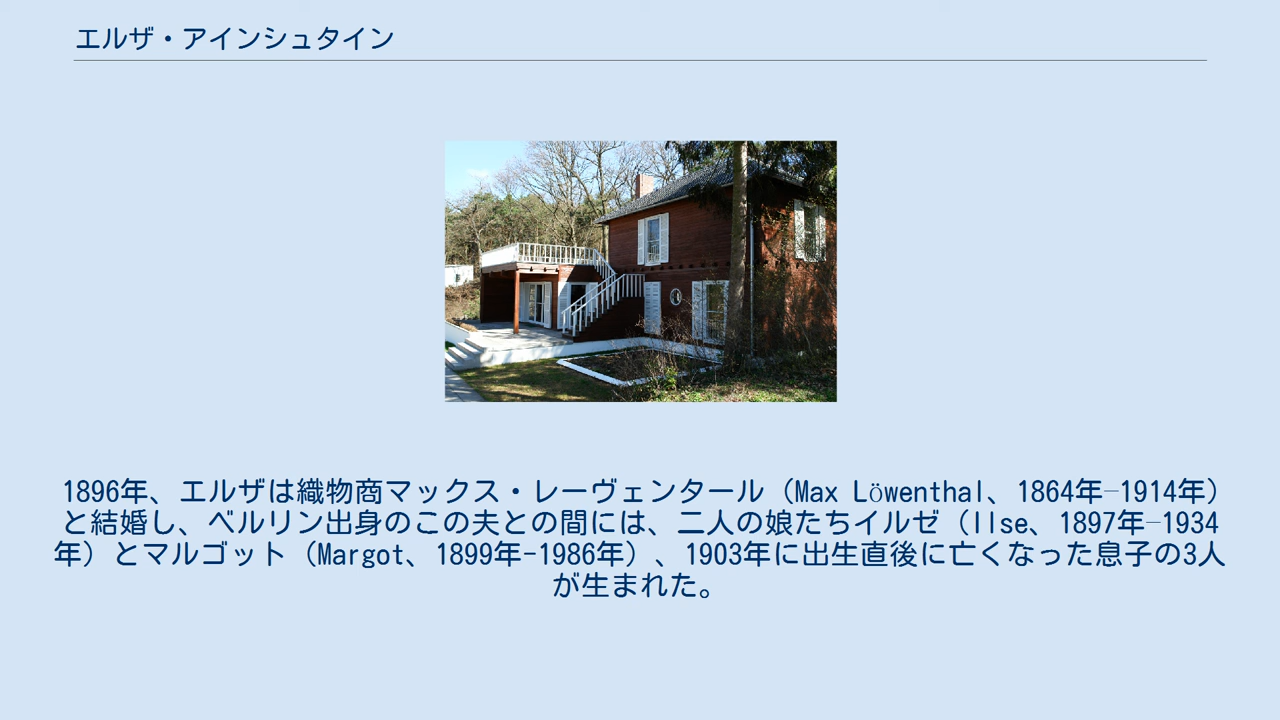 エルザ・アインシュタイン
1896年、エルザは織物商マックス・レーヴェンタール（Max Löwenthal、1864年–1914年）
と結婚し、ベルリン出身のこの夫との間には、二人の娘たちイルゼ（Ilse、1897年–1934
年）とマルゴット（Margot、1899年-1986年）、1903年に出生直後に亡くなった息子の3人
が生まれた。